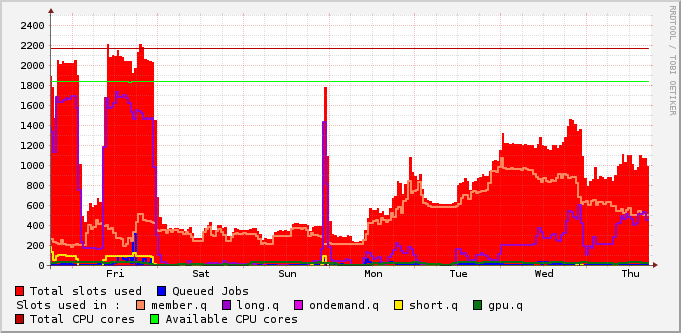 2400
2200
2000
1800
1600
1400
1200
1000
800
600
400
200
0
Fri Sat Sun Mon Tue Wed Thu
RRDTOOL / TOBI OETIKER
Total slots used Queued Jobs
Slots used in : member.q long.q ondemand.q short.q gpu.q
Total CPU cores Available CPU cores